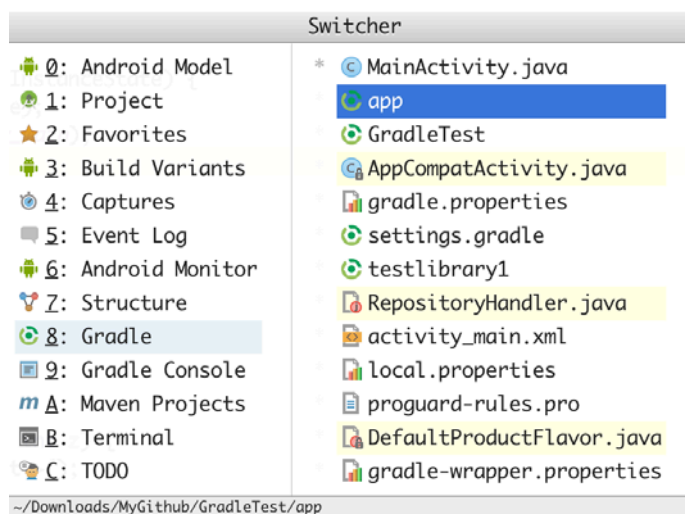 Switcher
0: Android Model
1: Project
2: Favorites
3: Build Variants
4: Captures
5: Event Log
6: Android Monitor
7: Structure
8: Gradle
9: Gradle Console
A: Maven Projects
B: Terminal
C: TODO
* MainActivity.java
app
GradleTest
AppCompatActivity.java
gradle.properties
settings.gradle
testlibrary1
RepositoryHandler.java
activity_main.xml
local.properties
proguard-rules.pro
DefaultProductFlavor.java
gradle-wrapper.properties
~/Downloads/MyGithub/GradleTest/app